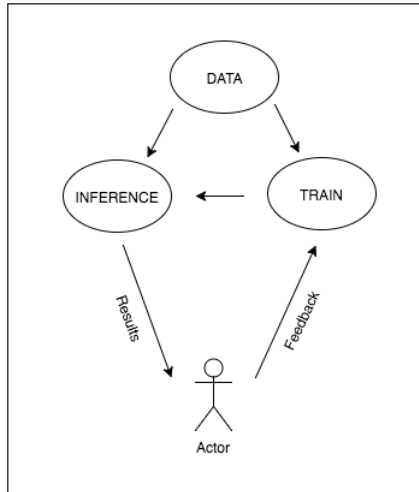 DATA
INFERENCE
TRAIN
Results
Feedback
Actor